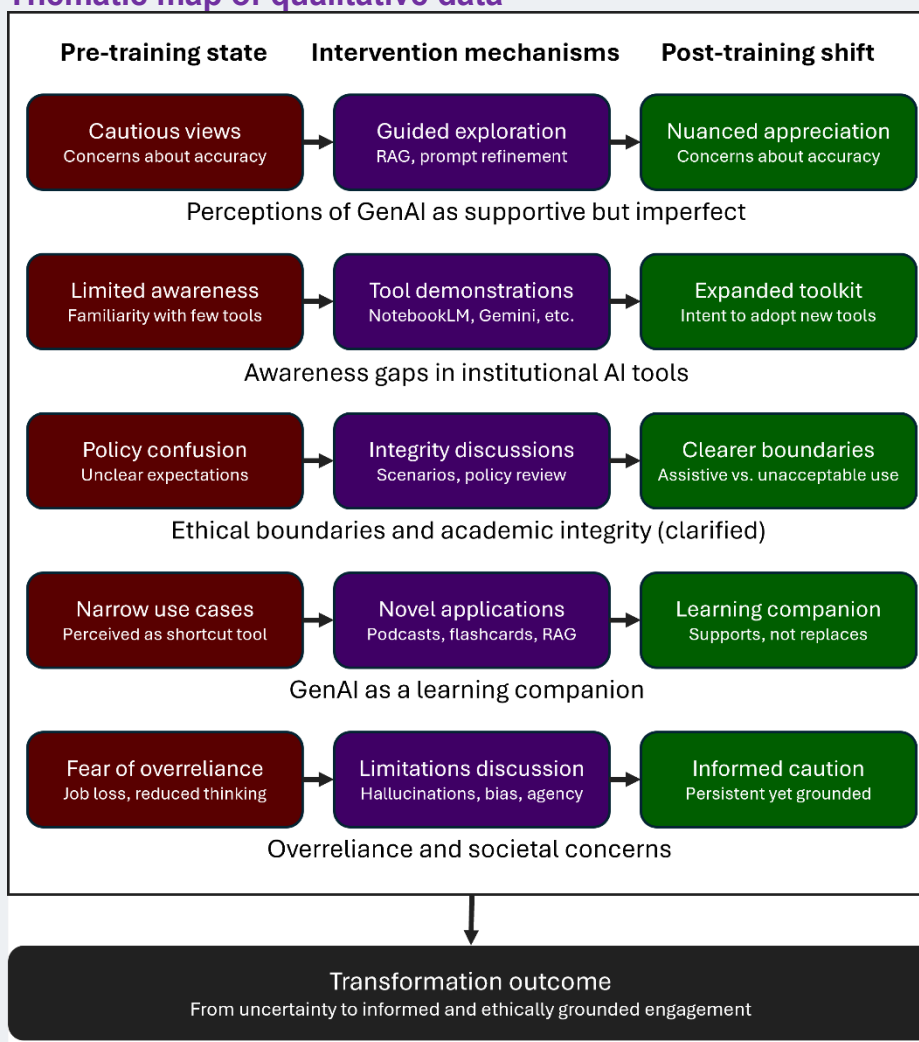 Thematic map of qualitative data
Pre-training state Intervention mechanisms Post-training shift
Cautious views
Concerns about accuracy
Guided exploration
RAG, prompt refinement
Nuanced appreciation
Concerns about accuracy
Perceptions of GenAI as supportive but imperfect
Limited awareness
Familiarity with few tools
Tool demonstrations
NotebookLM, Gemini, etc.
Expanded toolkit
Intent to adopt new tools
Awareness gaps in institutional AI tools
Policy confusion
Unclear expectations
Integrity discussions
Scenarios, policy review
Clearer boundaries
Assistive vs. unacceptable use
Ethical boundaries and academic integrity (clarified)
Narrow use cases
Perceived as shortcut tool
Novel applications
Podcasts, flashcards, RAG
Learning companion
Supports, not replaces
GenAI as a learning companion
Fear of overreliance
Job loss, reduced thinking
Limitations discussion
Hallucinations, bias, agency
Informed caution
Persistent yet grounded
Overreliance and societal concerns
Transformation outcome
From uncertainty to informed and ethically grounded engagement